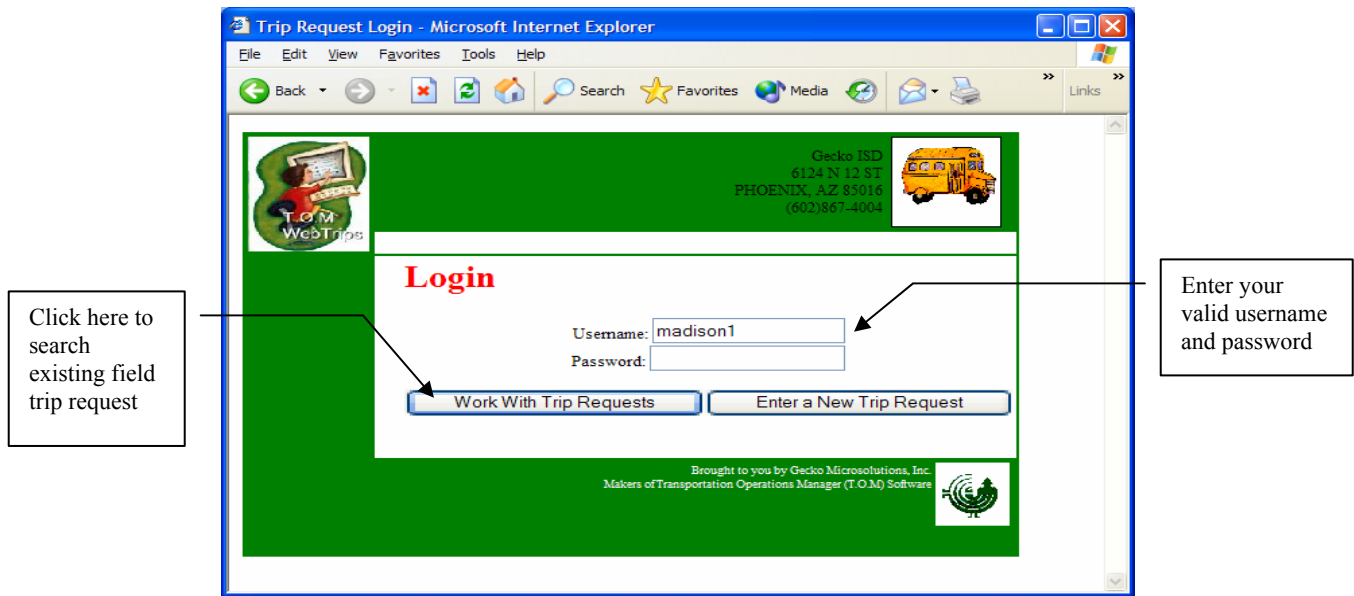 Trip Request Login - Microsoft Internet Explorer
File Edit View Favorites Tools Help
Back Search Favorites Media Links
T.O.M
WebTrips
Gecko ISD
6124 N 12 ST
PHOENIX, AZ 85016
(602)867-4004
Login
Username: madison1
Password:
Work With Trip Requests Enter a New Trip Request
Brought to you by Gecko Microsolutions, Inc.
Makers of Transportation Operations Manager (T.O.M) Software
Click here to
search
existing field
trip request
Enter your
valid username
and password